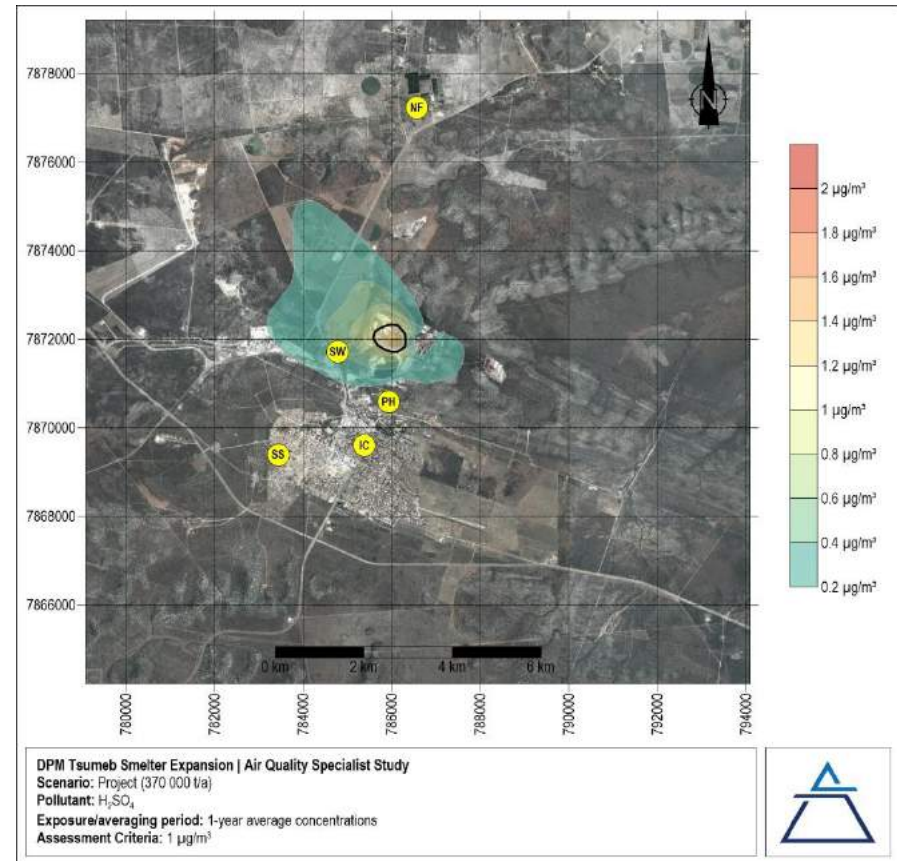 7878000
7876000
7874000
7872000
7870000
7868000
7866000
NF
N
SW
PH
IC
SS
0 km
2 km
4 km
6 km
780000
782000
784000
786000
788000
790000
792000
794000
2 µg/m³
1.8 µg/m³
1.6 µg/m³
1.4 µg/m³
1.2 µg/m³
1 µg/m³
0.8 µg/m³
0.6 µg/m³
0.4 µg/m³
0.2 µg/m³
DPM Tsumeb Smelter Expansion | Air Quality Specialist Study
Scenario: Project (370 000 t/a)
Pollutant: H₂SO₄
Exposure/averaging period: 1-year average concentrations
Assessment Criteria: 1 µg/m³